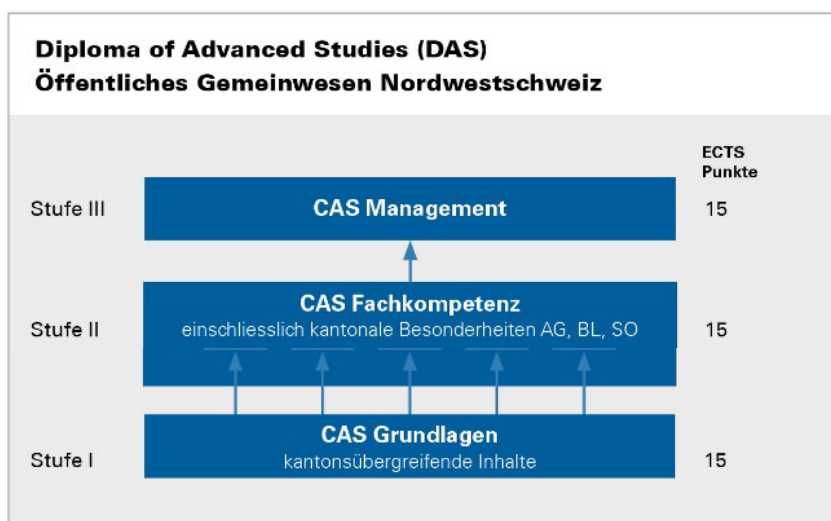 Diploma of Advanced Studies (DAS)
Öffentliches Gemeinwesen Nordwestschweiz
ECTS
Punkte
Stufe III
CAS Management
15
Stufe II
CAS Fachkompetenz
einschliesslich kantonale Besonderheiten AG, BL, SO
15
Stufe I
CAS Grundlagen
kantonsübergreifende Inhalte
15